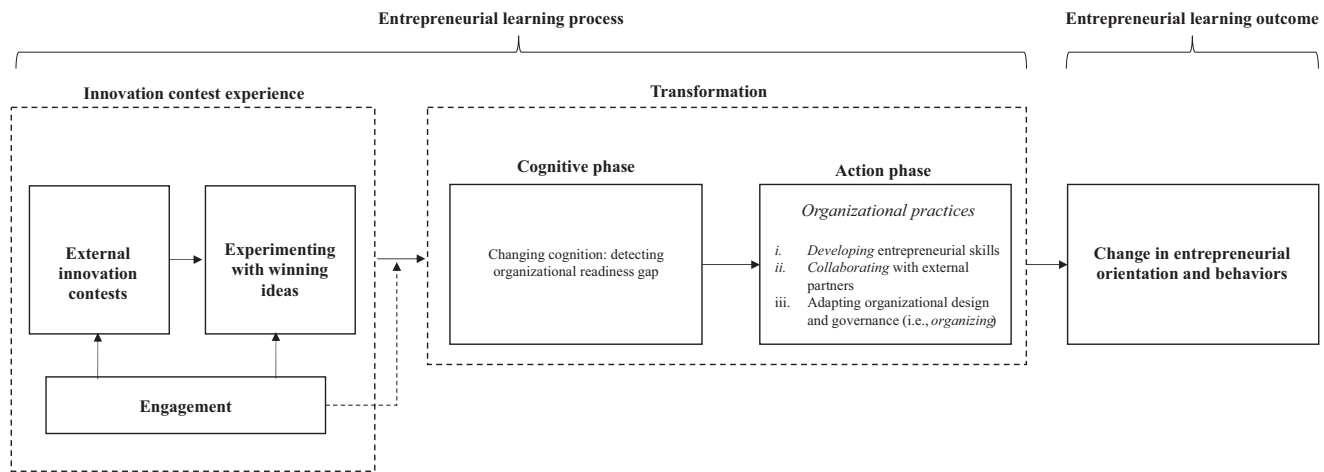 Entrepreneurial learning process
Entrepreneurial learning outcome
Innovation contest experience
Transformation
Cognitive phase
Action phase
External
innovation
contests
Experimenting
with winning
ideas
Engagement
Changing cognition: detecting
organizational readiness gap
Organizational practices
i. Developing entrepreneurial skills
ii. Collaborating with external
partners
iii. Adapting organizational design
and governance (i.e., organizing)
Change in entrepreneurial
orientation and behaviors